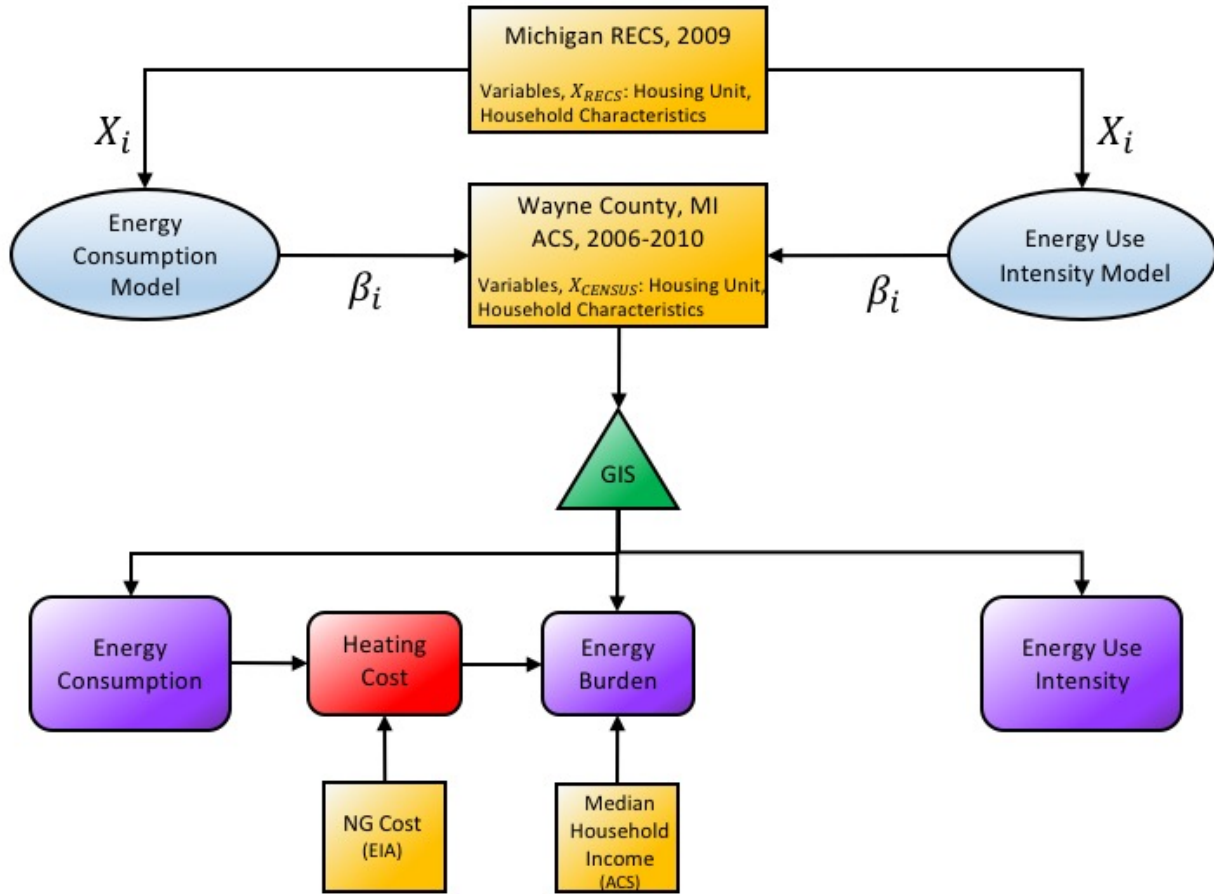 Michigan RECS, 2009
Variables, X_RECS: Housing Unit,
Household Characteristics
X_i
X_i
Energy
Consumption
Model
Wayne County, MI
ACS, 2006-2010
Variables, X_CENSUS: Housing Unit,
Household Characteristics
Energy Use
Intensity Model
β_i
β_i
GIS
Energy
Consumption
Heating
Cost
Energy
Burden
Energy Use
Intensity
NG Cost
(EIA)
Median
Household
Income
(ACS)